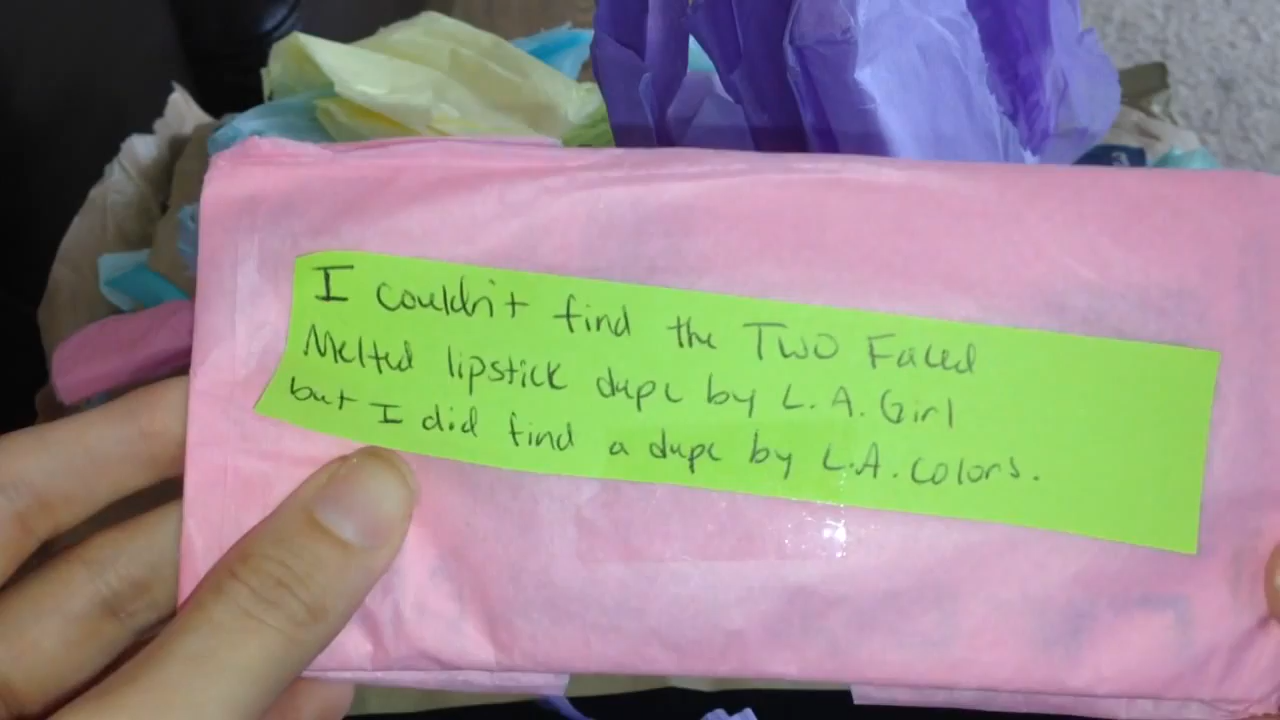 I couldn't find the Two Faced
Melted lipstick dupe by L.A. Girl
but I did find a dupe by L.A. Colors.